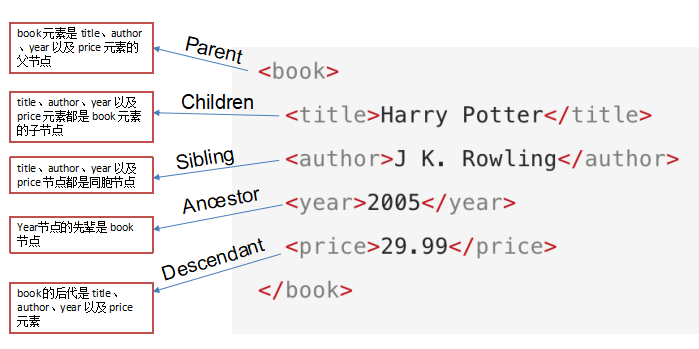 book元素是 title、author
、year 以及 price 元素的
父节点
Parent
<book>
title、author、year 以及
price元素都是 book 元素
的子节点
Children
<title>Harry Potter</title>
title、author、year 以及
price节点都是同胞节点
Sibling
<author>J K. Rowling</author>
Year节点的先辈是 book
节点
Ancestor
<year>2005</year>
Descendant
<price>29.99</price>
book的后代是 title、
author、year 以及 price
元素
</book>